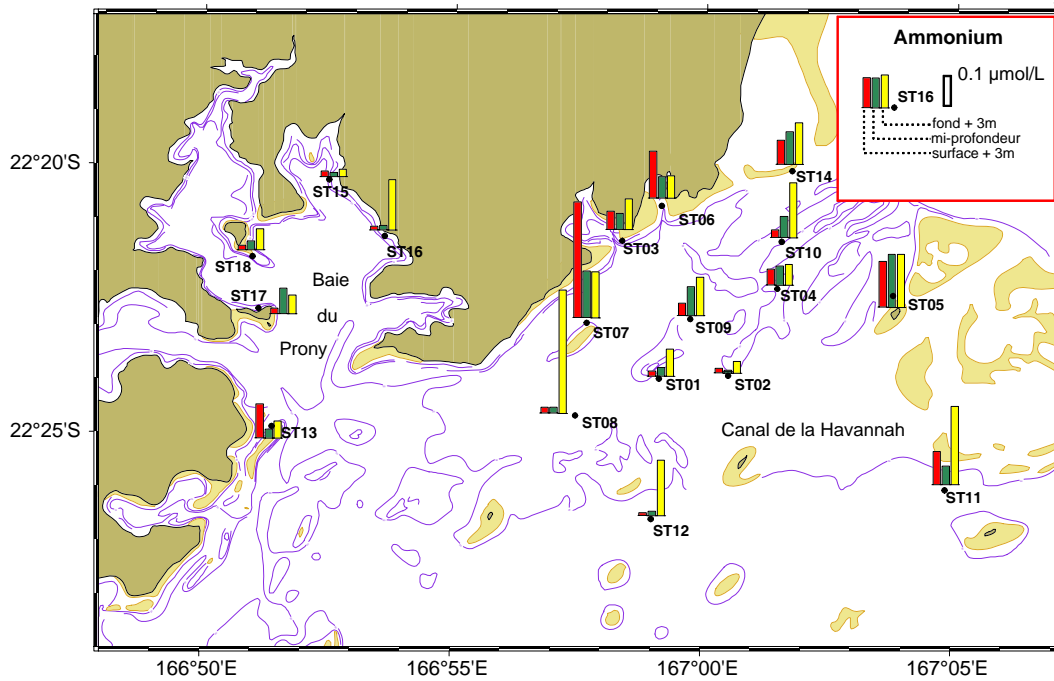 Ammonium
0.1 µmol/L
ST16
fond + 3m
mi-profondeur
surface + 3m
22°20'S
ST15
ST14
ST06
ST16
ST03
ST10
ST18
Baie
ST17
ST04
ST05
du
ST09
ST07
Prony
ST01
ST02
ST08
22°25'S
ST13
Canal de la Havannah
ST11
ST12
166°50'E
166°55'E
167°00'E
167°05'E